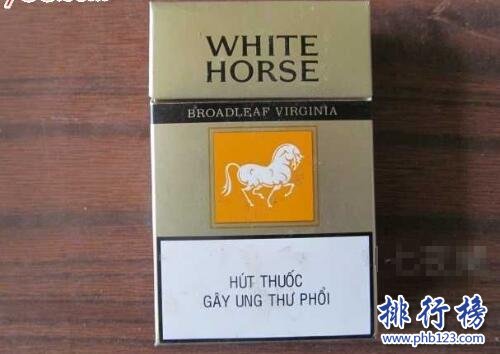 WHITE
HORSE
BROADLEAF VIRGINIA
HÚT THUỐC
GÂY UNG THƯ PHỔI
排行榜
www.phb123.com